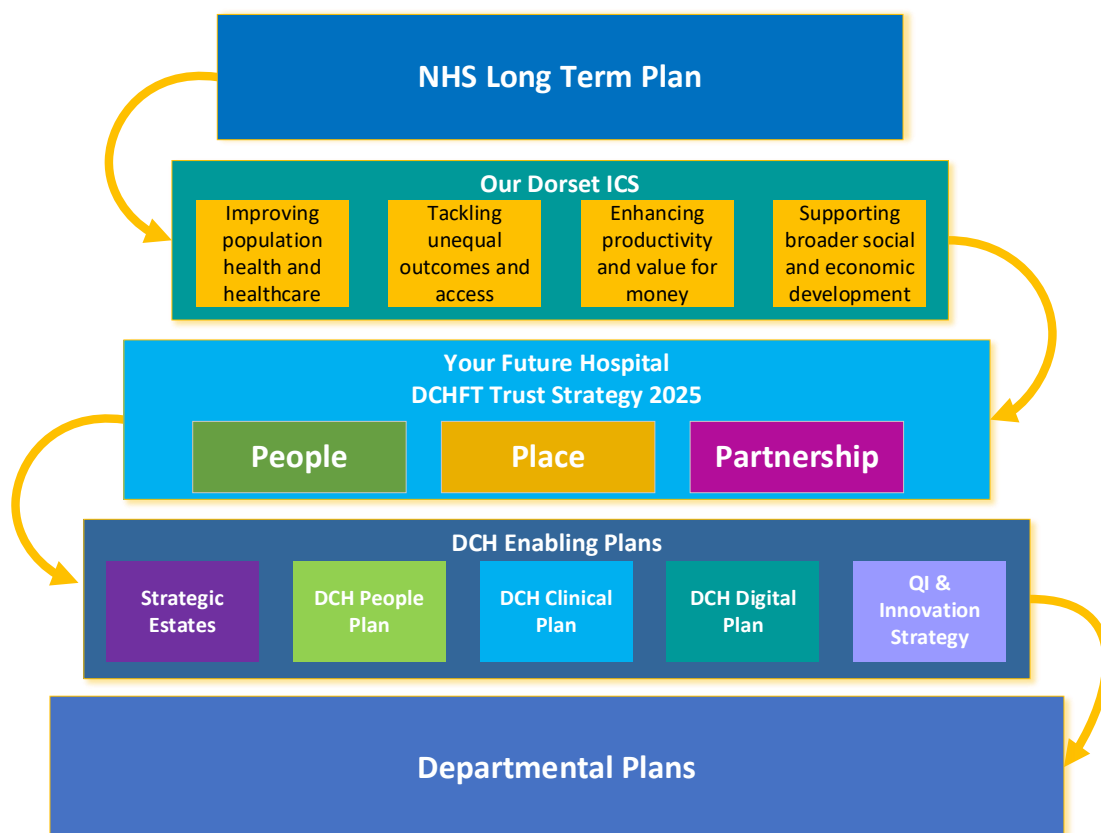 NHS Long Term Plan
Our Dorset ICS
Improving
population
health and
healthcare
Tackling
unequal
outcomes and
access
Enhancing
productivity
and value for
money
Supporting
broader social
and economic
development
Your Future Hospital
DCHFT Trust Strategy 2025
People
Place
Partnership
DCH Enabling Plans
Strategic
Estates
DCH People
Plan
DCH Clinical
Plan
DCH Digital
Plan
QI &
Innovation
Strategy
Departmental Plans